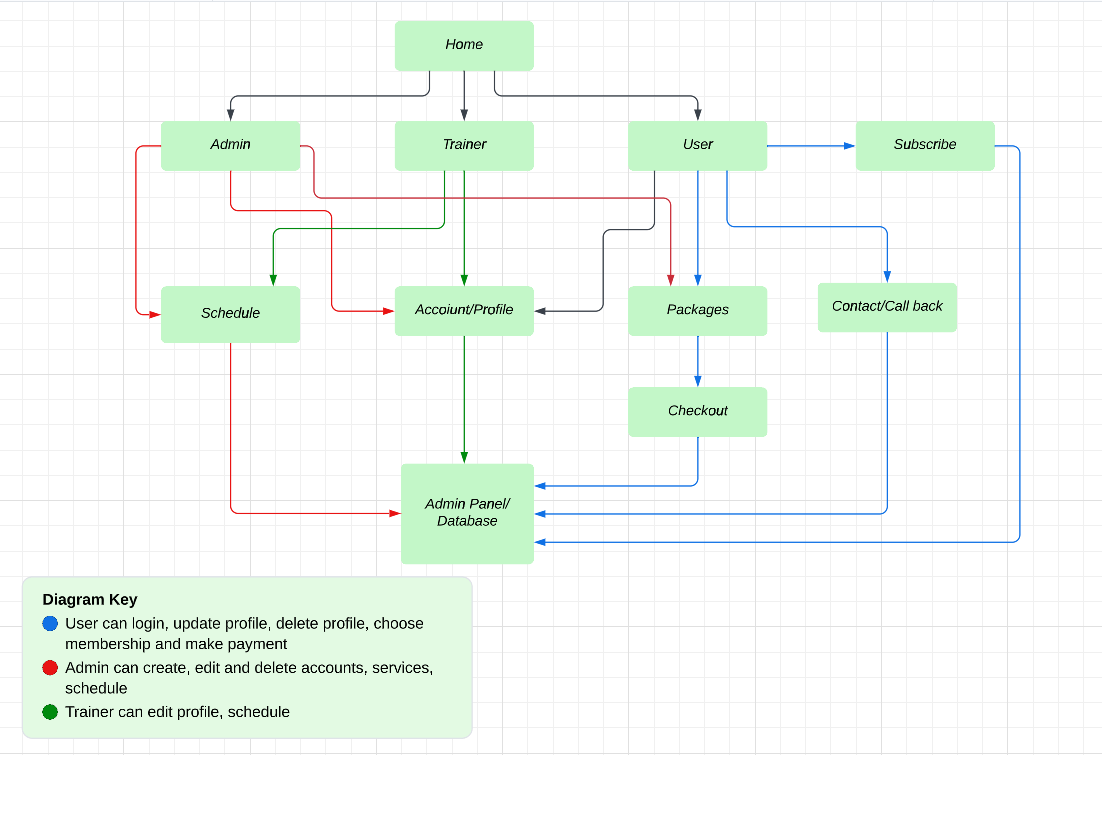 Home
Admin
Trainer
User
Subscribe
Schedule
Accoiunt/Profile
Packages
Contact/Call back
Checkout
Admin Panel/
Database
Diagram Key
User can login, update profile, delete profile, choose
membership and make payment
Admin can create, edit and delete accounts, services,
schedule
Trainer can edit profile, schedule